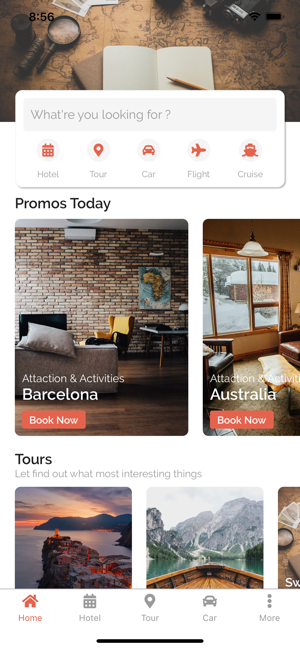 8:56
What're you looking for ?
Hotel Tour Car Flight Cruise
Promos Today
Attaction & Activities
Barcelona
Book Now
Attaction & Activiti
Australia
Book Now
Tours
Let find out what most interesting things
Sw
Home Hotel Tour Car More